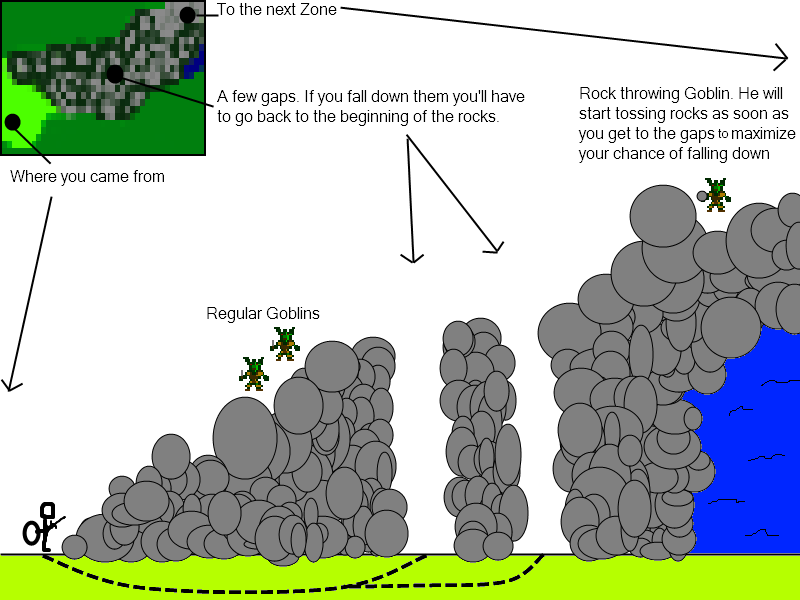 To the next Zone
A few gaps. If you fall down them you'll have
to go back to the beginning of the rocks.
Rock throwing Goblin. He will
start tossing rocks as soon as
you get to the gaps to maximize
your chance of falling down
Where you came from
Regular Goblins